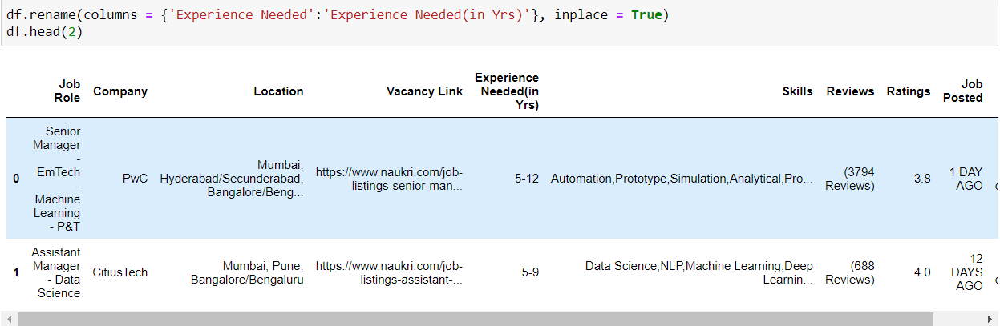 df.rename(columns = {'Experience Needed':'Experience Needed(in Yrs)'}, inplace = True)
df.head(2)
Job Role Company Location Vacancy Link Experience Needed(in Yrs) Skills Reviews Ratings Job Posted
0 Senior Manager - EmTech - Machine Learning - P&T PwC Mumbai, Hyderabad/Secunderabad, Bangalore/Beng... https://www.naukri.com/job-listings-senior-man... 5-12 Automation,Prototype,Simulation,Analytical,Pro... (3794 Reviews) 3.8 1 DAY AGO
1 Assistant Manager - Data Science CitiusTech Mumbai, Pune, Bangalore/Bengaluru https://www.naukri.com/job-listings-assistant-... 5-9 Data Science,NLP,Machine Learning,Deep Learnin... (688 Reviews) 4.0 12 DAYS AGO